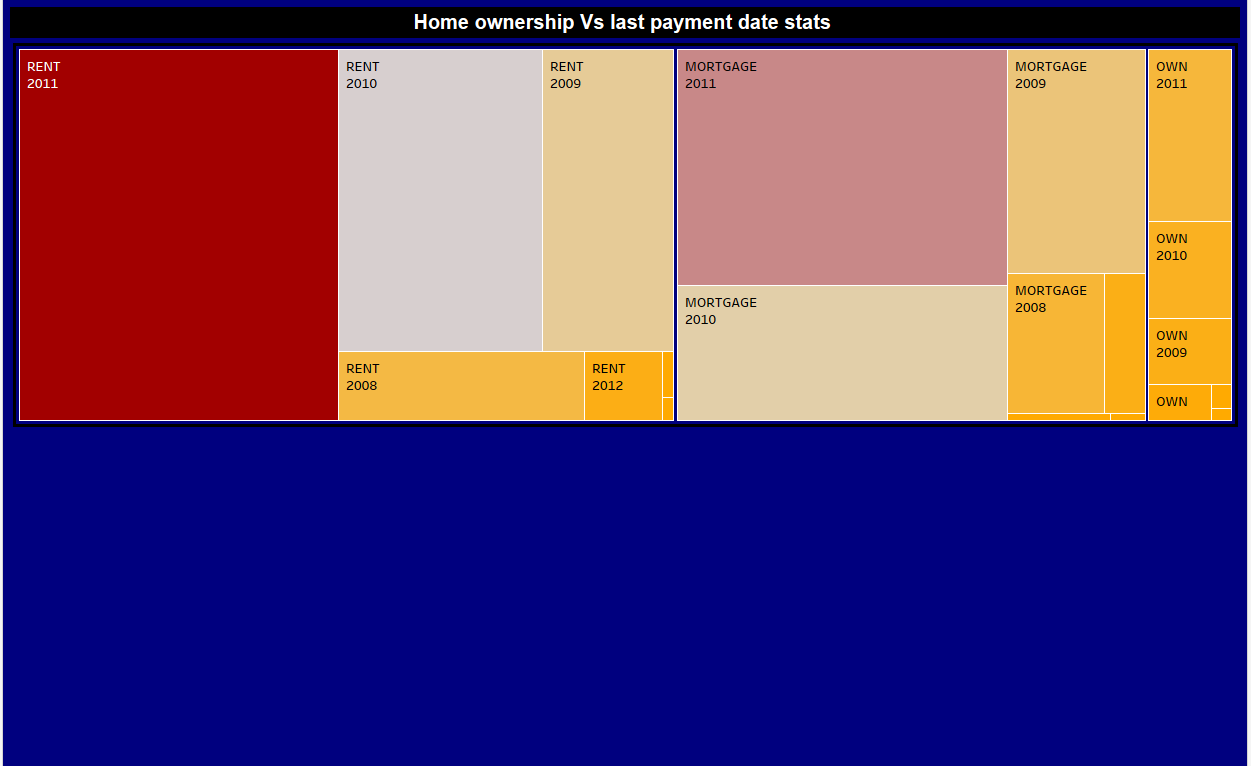 Home ownership Vs last payment date stats
RENT
2011
RENT
2010
RENT
2009
RENT
2008
RENT
2012
MORTGAGE
2011
MORTGAGE
2010
MORTGAGE
2009
MORTGAGE
2008
OWN
2011
OWN
2010
OWN
2009
OWN